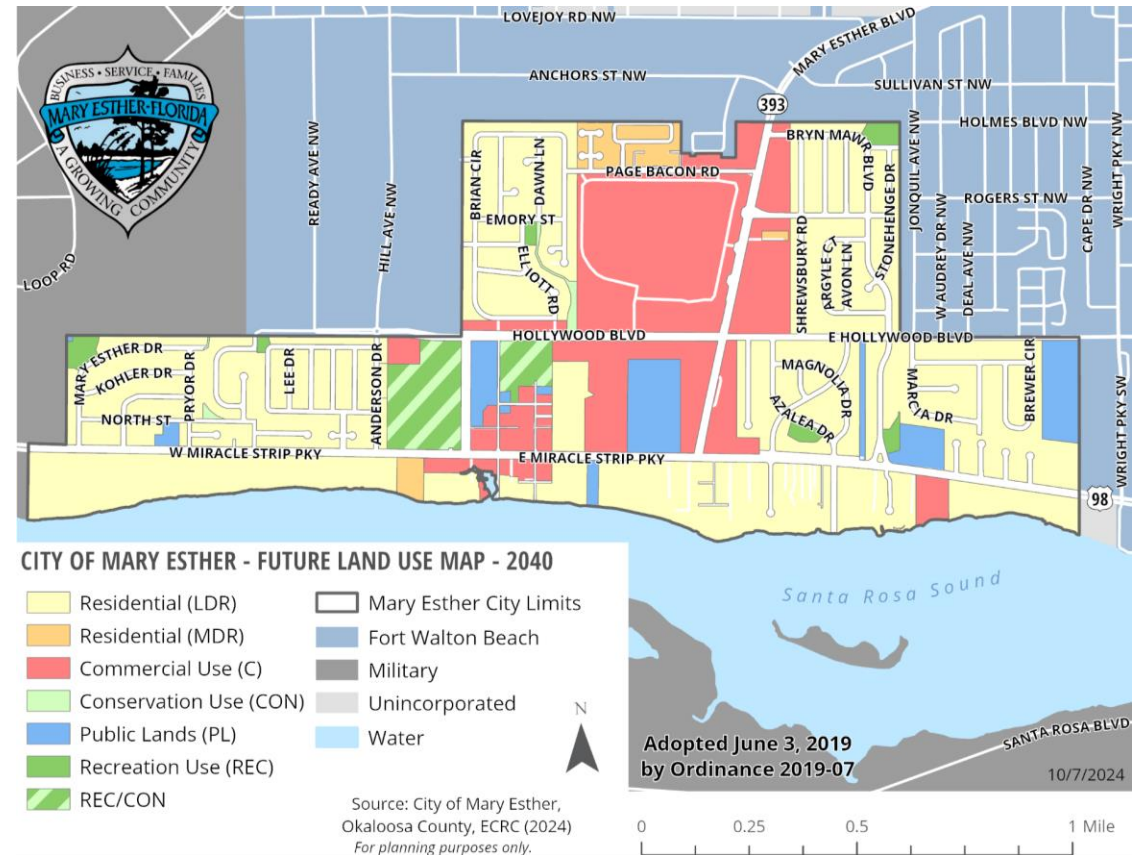 LOVEJOY RD NW
MARY ESTHER BLVD
ANCHORS ST NW
SULLIVAN ST NW
BUSINESS • SERVICE • FAMILIES
MARY ESTHER-FLORIDA
A GROWING COMMUNITY
393
HOLMES BLVD NW
BRYN MAWR BLVD
READY AVE NW
HILL AVE NW
BRIAN CIR
DAWN LN
PAGE BACON RD
JONQUIL AVE NW
WRIGHT PKY NW
CAPE DR NW
ROGERS ST NW
EMORY ST
ELLIOTT RD
STONEHENGE DR
SHREWSBURY RD
ARGYLE CT
AVON LN
W AUDREY DR NW
DEAL AVE NW
LOOP RD
HOLLYWOOD BLVD
E HOLLYWOOD BLVD
MARY ESTHER DR
KOHLER DR
PRYOR DR
LEE DR
ANDERSON DR
NORTH ST
MAGNOLIA DR
AZALEA DR
MARCIA DR
BREWER CIR
WRIGHT PKY SW
W MIRACLE STRIP PKY
E MIRACLE STRIP PKY
98
CITY OF MARY ESTHER - FUTURE LAND USE MAP - 2040
Residential (LDR)
Residential (MDR)
Commercial Use (C)
Conservation Use (CON)
Public Lands (PL)
Recreation Use (REC)
REC/CON
Mary Esther City Limits
Fort Walton Beach
Military
Unincorporated
Water
N
Source: City of Mary Esther,
Okaloosa County, ECRC (2024)
For planning purposes only.
Santa Rosa Sound
SANTA ROSA BLVD
Adopted June 3, 2019
by Ordinance 2019-07
10/7/2024
0 0.25 0.5 1 Mile